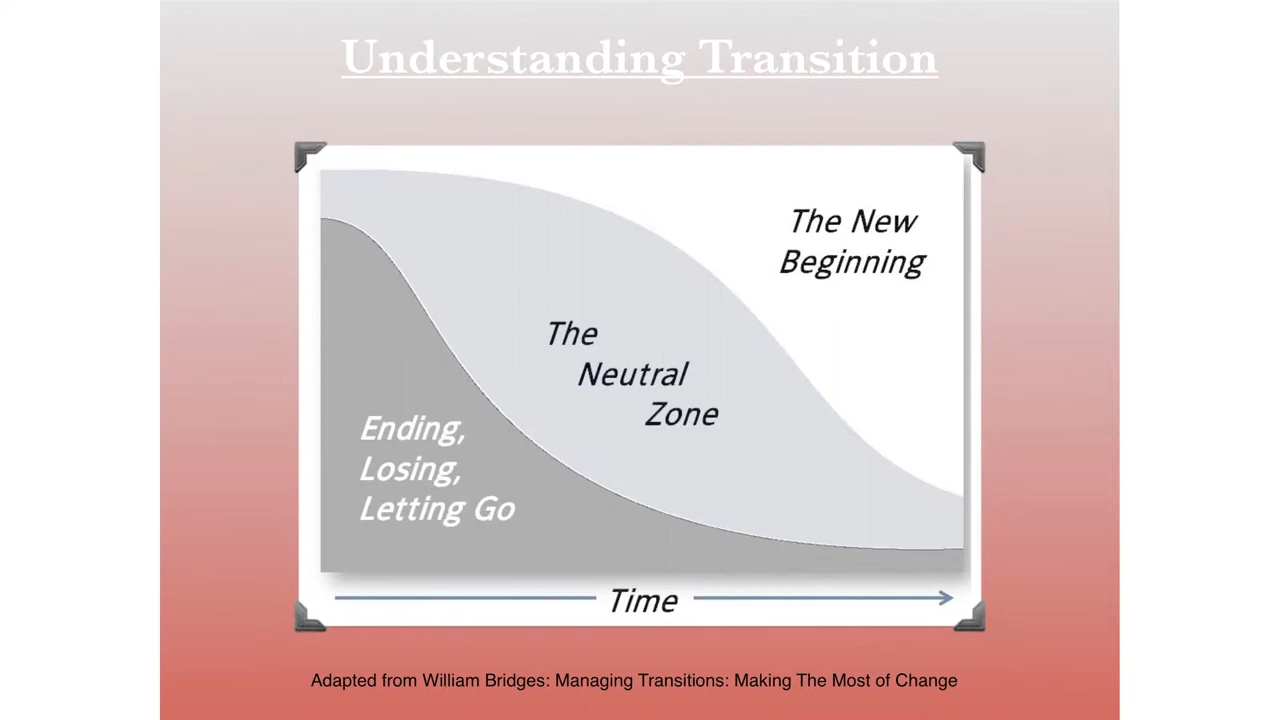 Understanding Transition
The New
Beginning
The
Neutral
Zone
Ending,
Losing,
Letting Go
Time
Adapted from William Bridges: Managing Transitions: Making The Most of Change